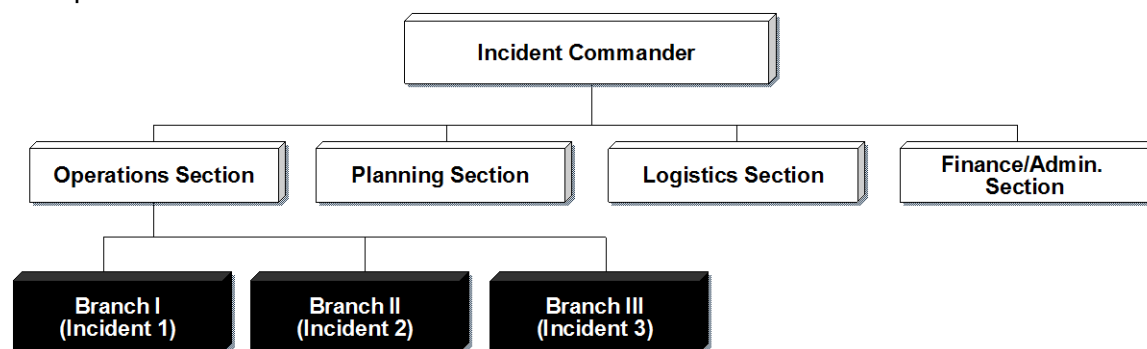 Incident Commander
Operations Section
Planning Section
Logistics Section
Finance/Admin.
Section
Branch I
(Incident 1)
Branch II
(Incident 2)
Branch III
(Incident 3)